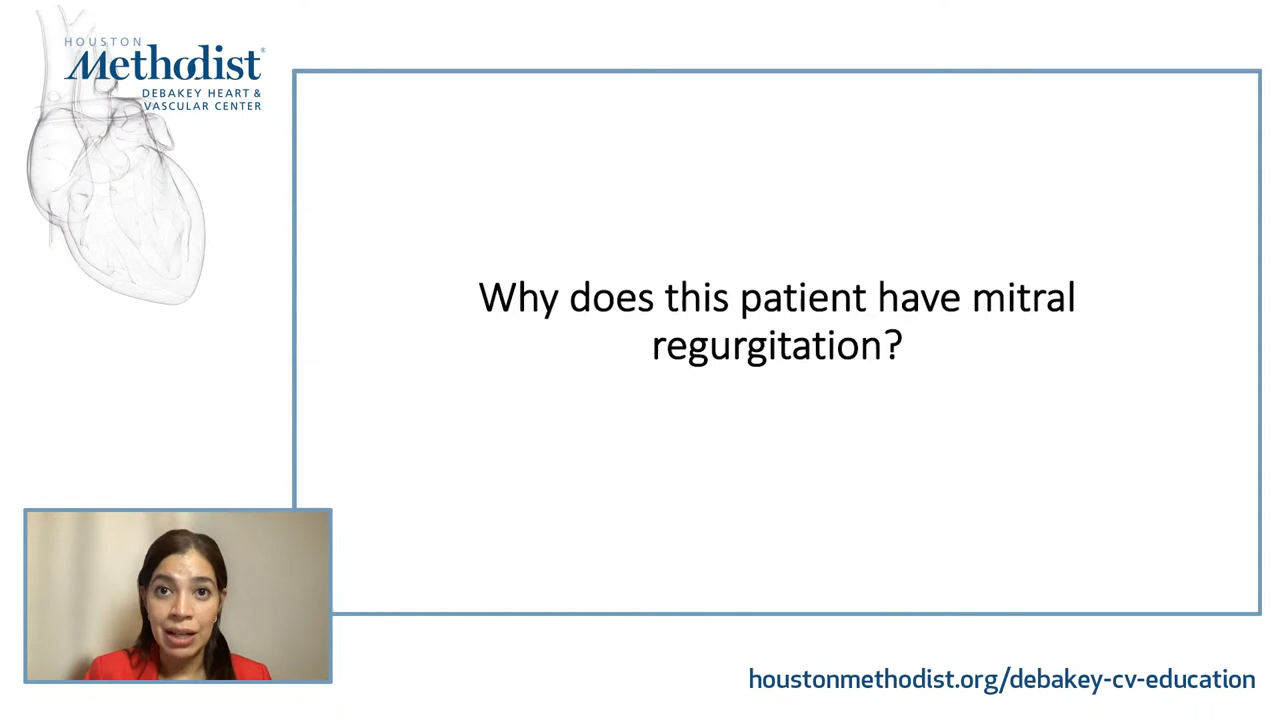 HOUSTON
Methodist®
DEBAKEY HEART &
VASCULAR CENTER
Why does this patient have mitral
regurgitation?
houstonmethodist.org/debakey-cv-education